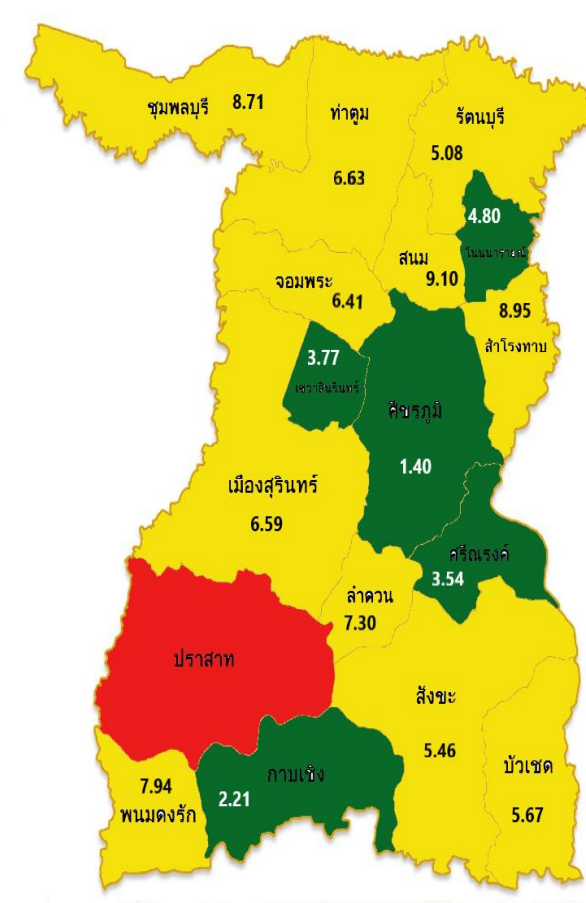 ชุมพลบุรี 8.71
ท่าตูม
6.63
รัตนบุรี
5.08
4.80
โนนนารายณ์
สนม
9.10
จอมพระ
6.41
8.95
สำโรงทาบ
3.77
เขวาสินรินทร์
ศีขรภูมิ
1.40
เมืองสุรินทร์
6.59
ศรีณรงค์
3.54
ลำดวน
7.30
ปราสาท
สังขะ
5.46
บัวเชด
5.67
กาบเชิง
2.21
7.94
พนมดงรัก